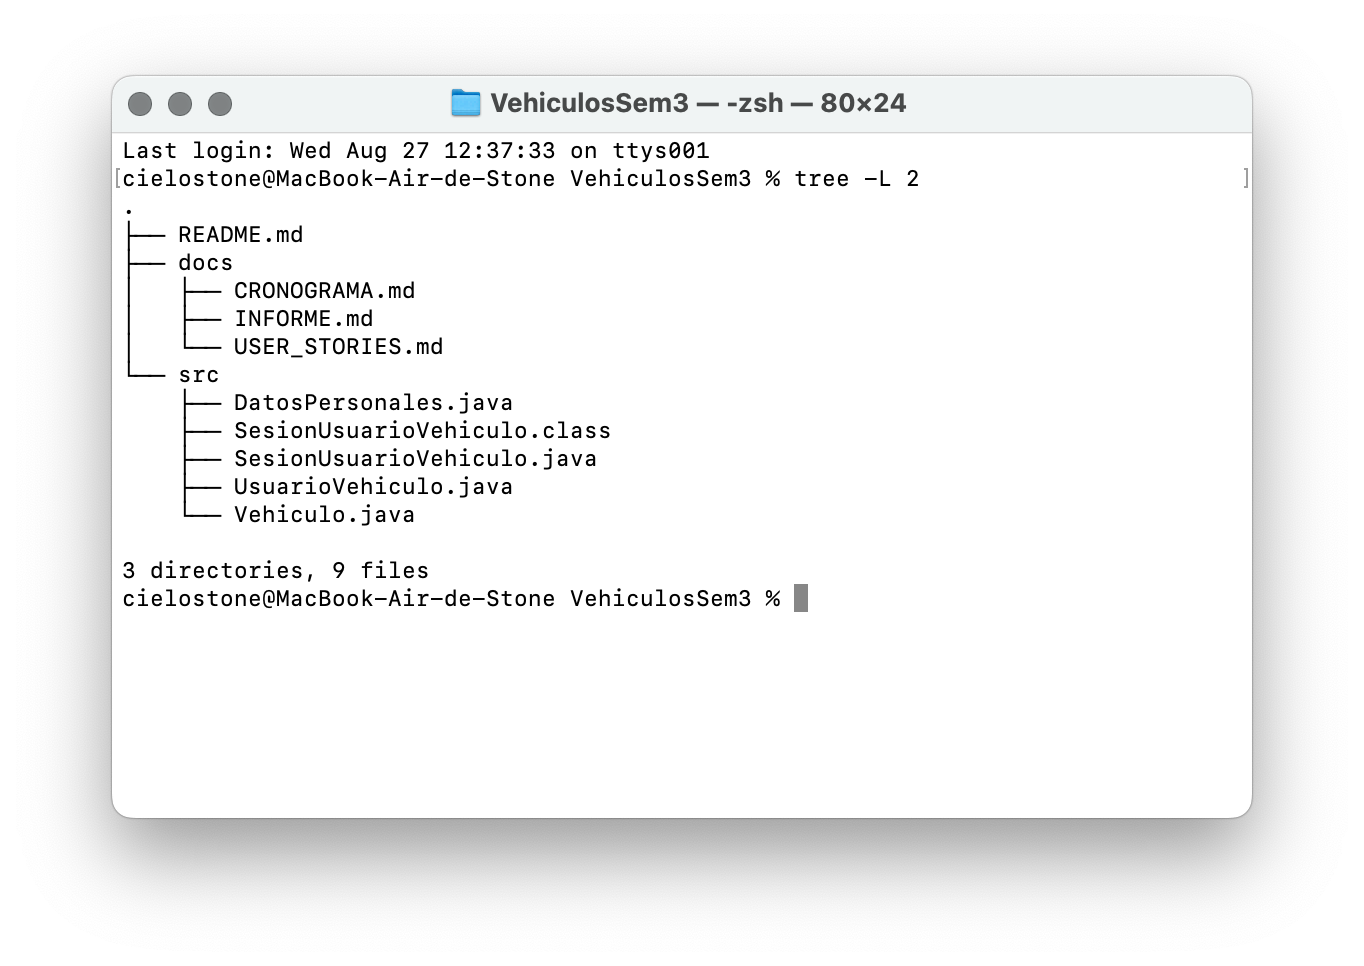 VehiculosSem3 — -zsh — 80×24
Last login: Wed Aug 27 12:37:33 on ttys001
[cielostone@MacBook-Air-de-Stone VehiculosSem3 % tree -L 2 ]
.
├── README.md
├── docs
│   ├── CRONOGRAMA.md
│   ├── INFORME.md
│   └── USER_STORIES.md
└── src
    ├── DatosPersonales.java
    ├── SesionUsuarioVehiculo.class
    ├── SesionUsuarioVehiculo.java
    ├── UsuarioVehiculo.java
    └── Vehiculo.java
3 directories, 9 files
cielostone@MacBook-Air-de-Stone VehiculosSem3 %